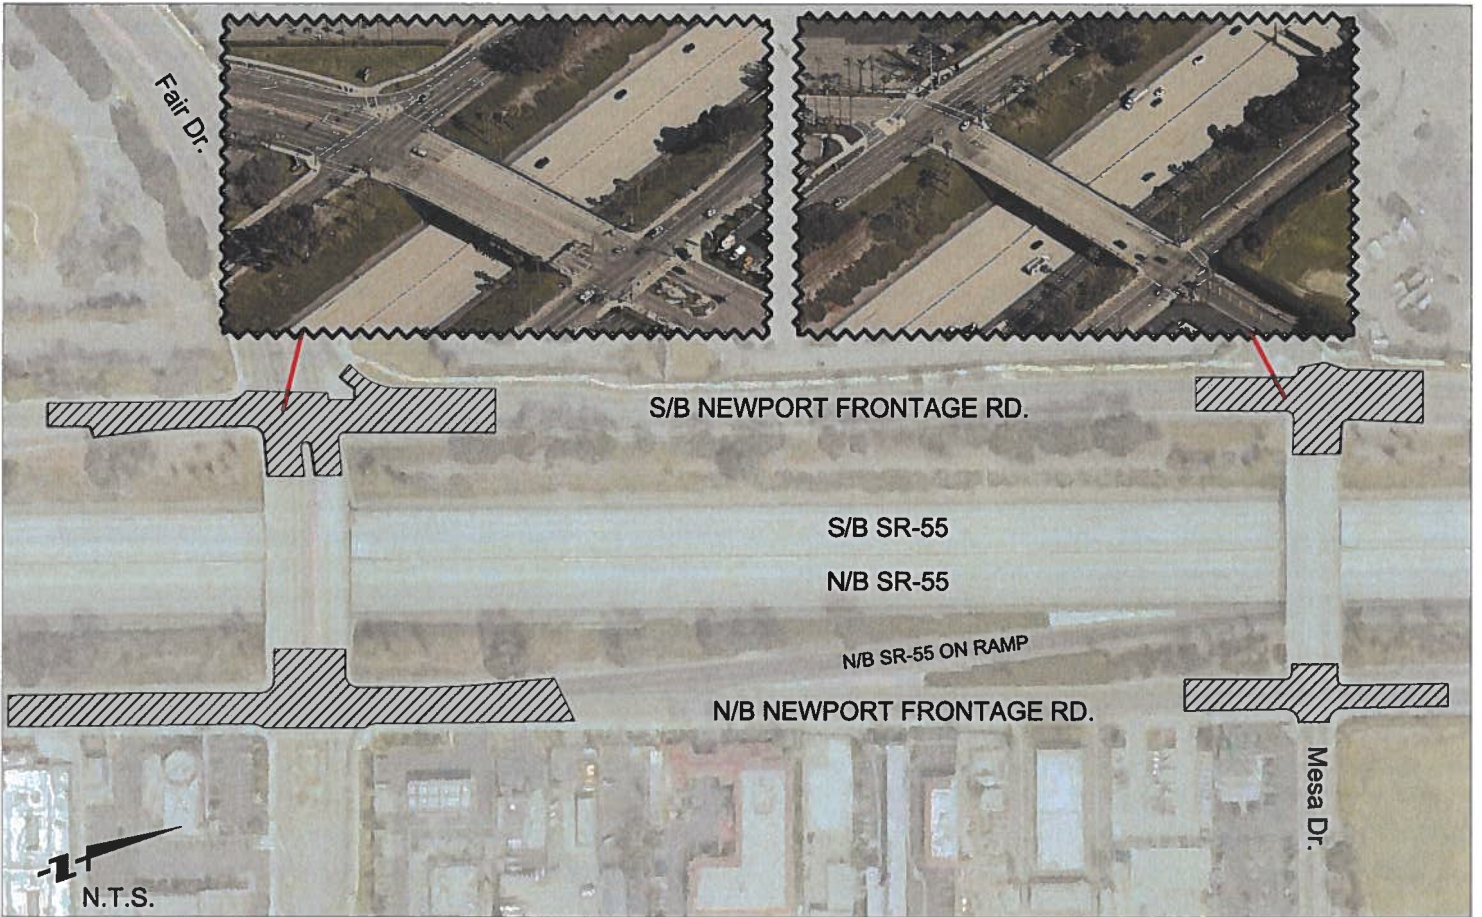 Fair Dr.
S/B NEWPORT FRONTAGE RD.
S/B SR-55
N/B SR-55
N/B SR-55 ON RAMP
N/B NEWPORT FRONTAGE RD.
Mesa Dr.
N
N.T.S.